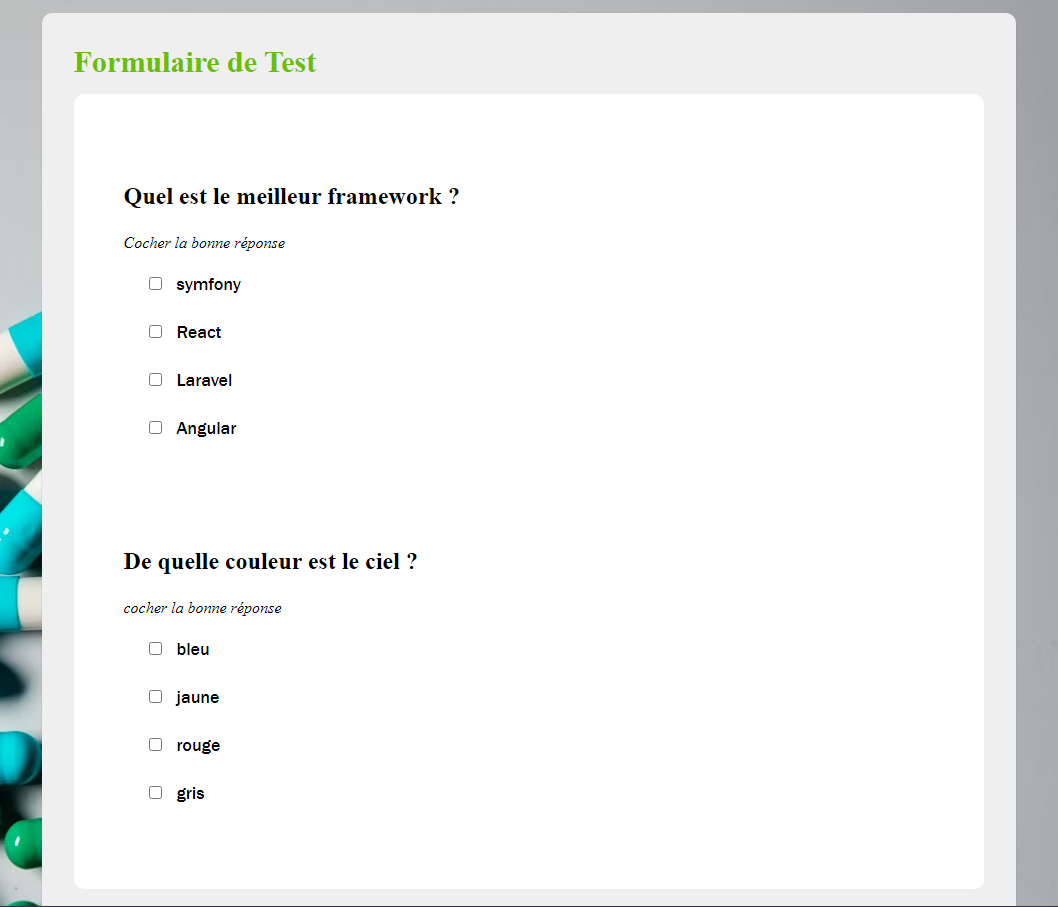 Formulaire de Test
Quel est le meilleur framework ?
Cocher la bonne réponse
symfony
React
Laravel
Angular
De quelle couleur est le ciel ?
cocher la bonne réponse
bleu
jaune
rouge
gris